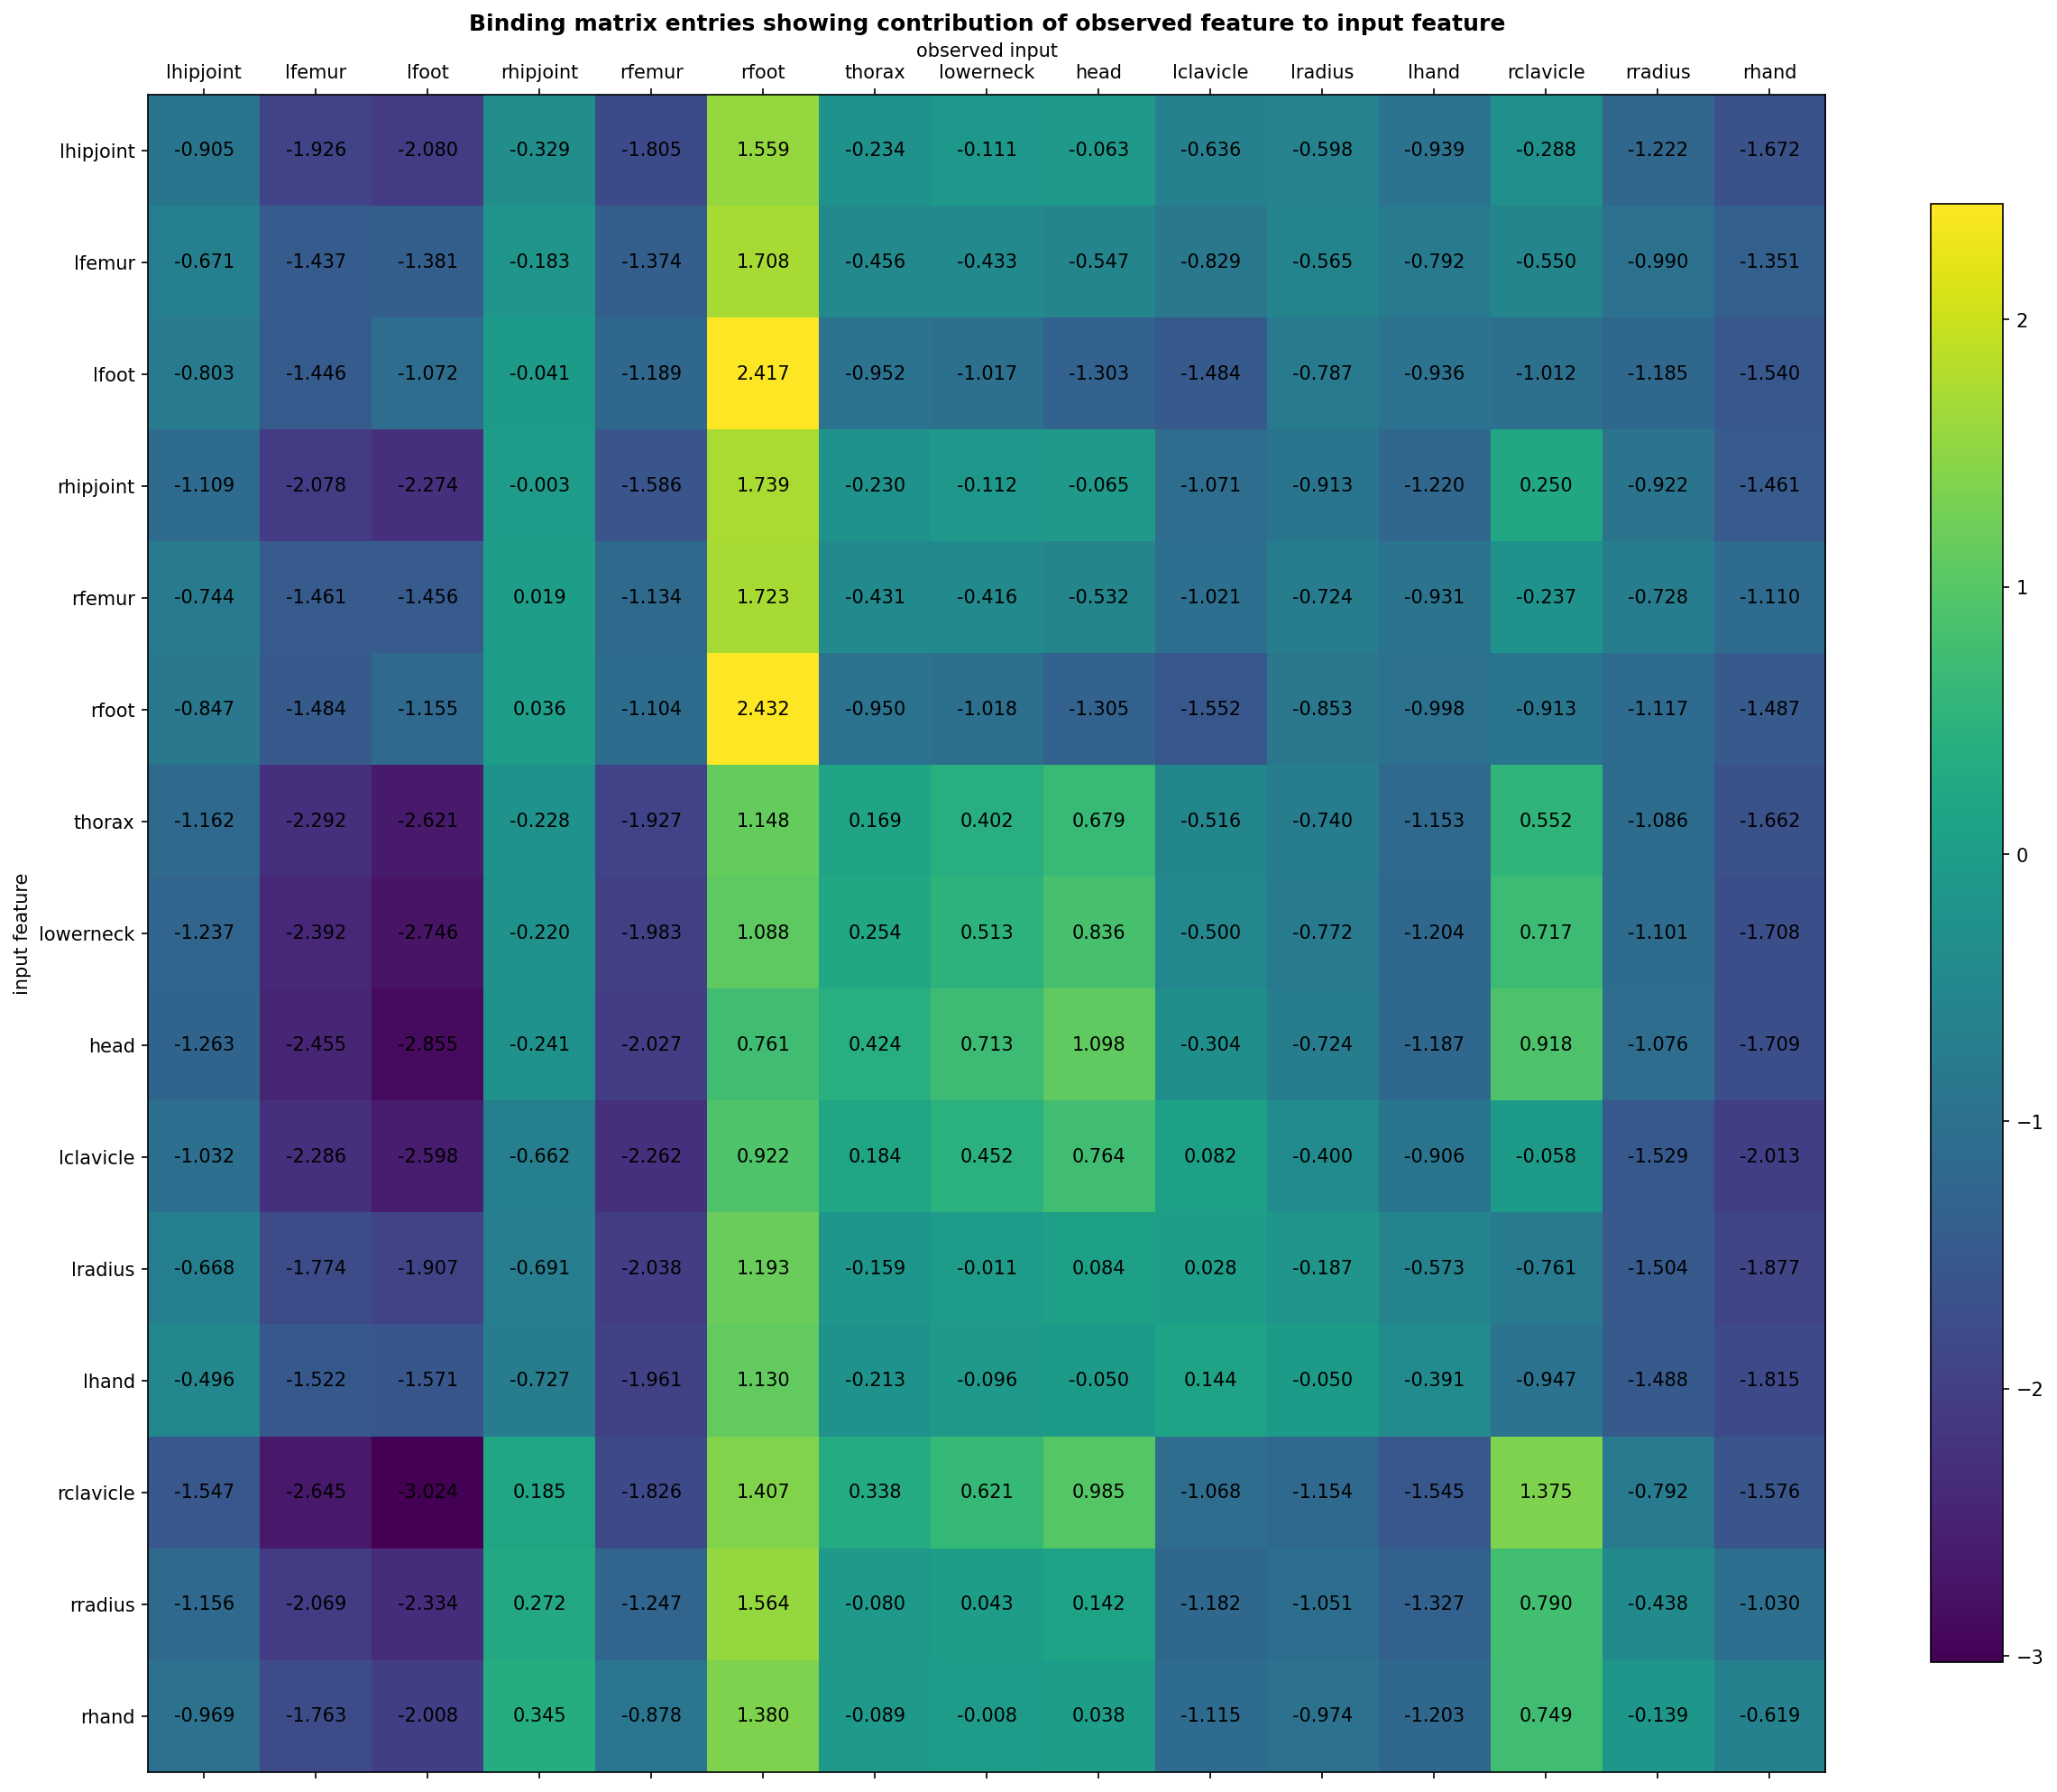 Binding matrix entries showing contribution of observed feature to input feature
observed input
lhipjoint lfemur lfoot rhipjoint rfemur rfoot thorax lowerneck head lclavicle lradius lhand rclavicle rradius rhand
lhipjoint -0.905 -1.926 -2.080 -0.329 -1.805 1.559 -0.234 -0.111 -0.063 -0.636 -0.598 -0.939 -0.288 -1.222 -1.672
lfemur -0.671 -1.437 -1.381 -0.183 -1.374 1.708 -0.456 -0.433 -0.547 -0.829 -0.565 -0.792 -0.550 -0.990 -1.351
2
lfoot -0.803 -1.446 -1.072 -0.041 -1.189 2.417 -0.952 -1.017 -1.303 -1.484 -0.787 -0.936 -1.012 -1.185 -1.540
rhipjoint -1.109 -2.078 -2.274 -0.003 -1.586 1.739 -0.230 -0.112 -0.065 -1.071 -0.913 -1.220 0.250 -0.922 -1.461
1
rfemur -0.744 -1.461 -1.456 0.019 -1.134 1.723 -0.431 -0.416 -0.532 -1.021 -0.724 -0.931 -0.237 -0.728 -1.110
rfoot -0.847 -1.484 -1.155 0.036 -1.104 2.432 -0.950 -1.018 -1.305 -1.552 -0.853 -0.998 -0.913 -1.117 -1.487
thorax -1.162 -2.292 -2.621 -0.228 -1.927 1.148 0.169 0.402 0.679 -0.516 -0.740 -1.153 0.552 -1.086 -1.662
0
input feature
lowerneck -1.237 -2.392 -2.746 -0.220 -1.983 1.088 0.254 0.513 0.836 -0.500 -0.772 -1.204 0.717 -1.101 -1.708
head -1.263 -2.455 -2.855 -0.241 -2.027 0.761 0.424 0.713 1.098 -0.304 -0.724 -1.187 0.918 -1.076 -1.709
−1
lclavicle -1.032 -2.286 -2.598 -0.662 -2.262 0.922 0.184 0.452 0.764 0.082 -0.400 -0.906 -0.058 -1.529 -2.013
lradius -0.668 -1.774 -1.907 -0.691 -2.038 1.193 -0.159 -0.011 0.084 0.028 -0.187 -0.573 -0.761 -1.504 -1.877
lhand -0.496 -1.522 -1.571 -0.727 -1.961 1.130 -0.213 -0.096 -0.050 0.144 -0.050 -0.391 -0.947 -1.488 -1.815
−2
rclavicle -1.547 -2.645 -3.024 0.185 -1.826 1.407 0.338 0.621 0.985 -1.068 -1.154 -1.545 1.375 -0.792 -1.576
rradius -1.156 -2.069 -2.334 0.272 -1.247 1.564 -0.080 0.043 0.142 -1.182 -1.051 -1.327 0.790 -0.438 -1.030
−3
rhand -0.969 -1.763 -2.008 0.345 -0.878 1.380 -0.089 -0.008 0.038 -1.115 -0.974 -1.203 0.749 -0.139 -0.619